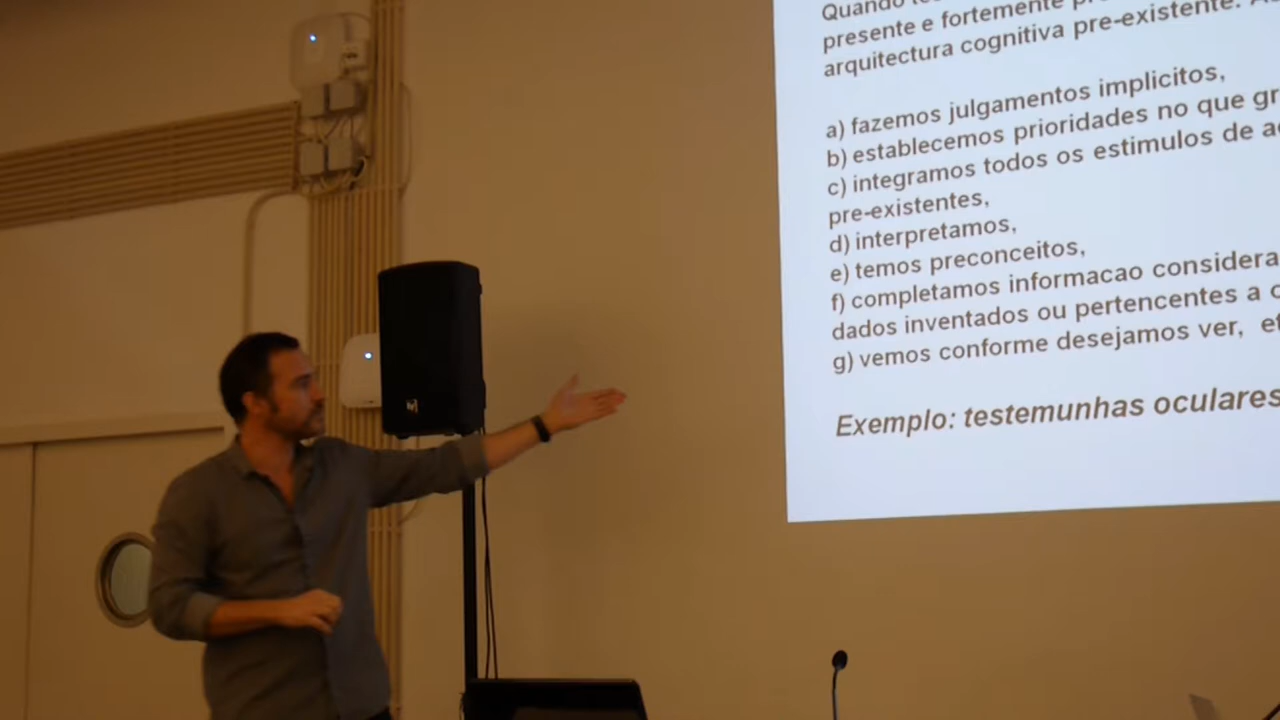 Quando
presente e fortemente
arquitectura cognitiva pre-existente.
a) fazemos julgamentos implicitos,
b) establecemos prioridades no que
c) integramos todos os estimulos de
pre-existentes,
d) interpretamos,
e) temos preconceitos,
f) completamos informacao
dados inventados ou pertencentes a
g) vemos conforme desejamos ver,
Exemplo: testemunhas oculares